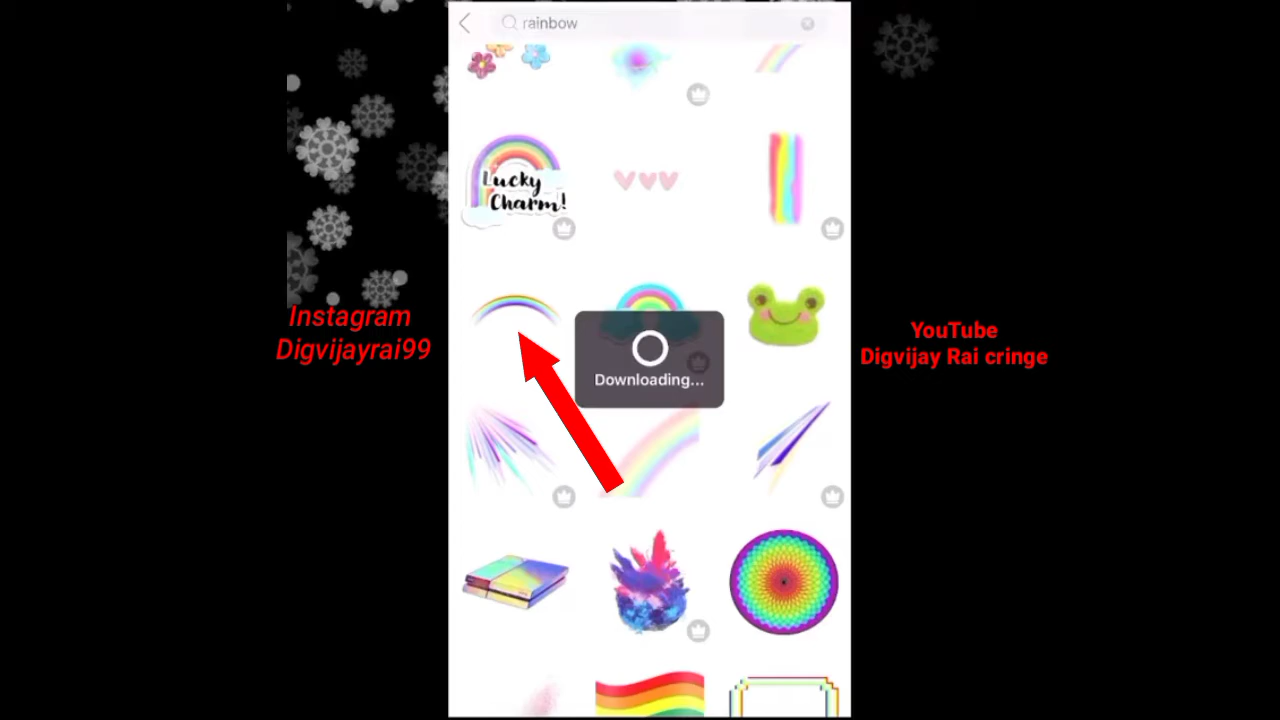 rainbow
Lucky
Charm!
Instagram
Digvijayrai99
YouTube
Digvijay Rai cringe
Downloading...